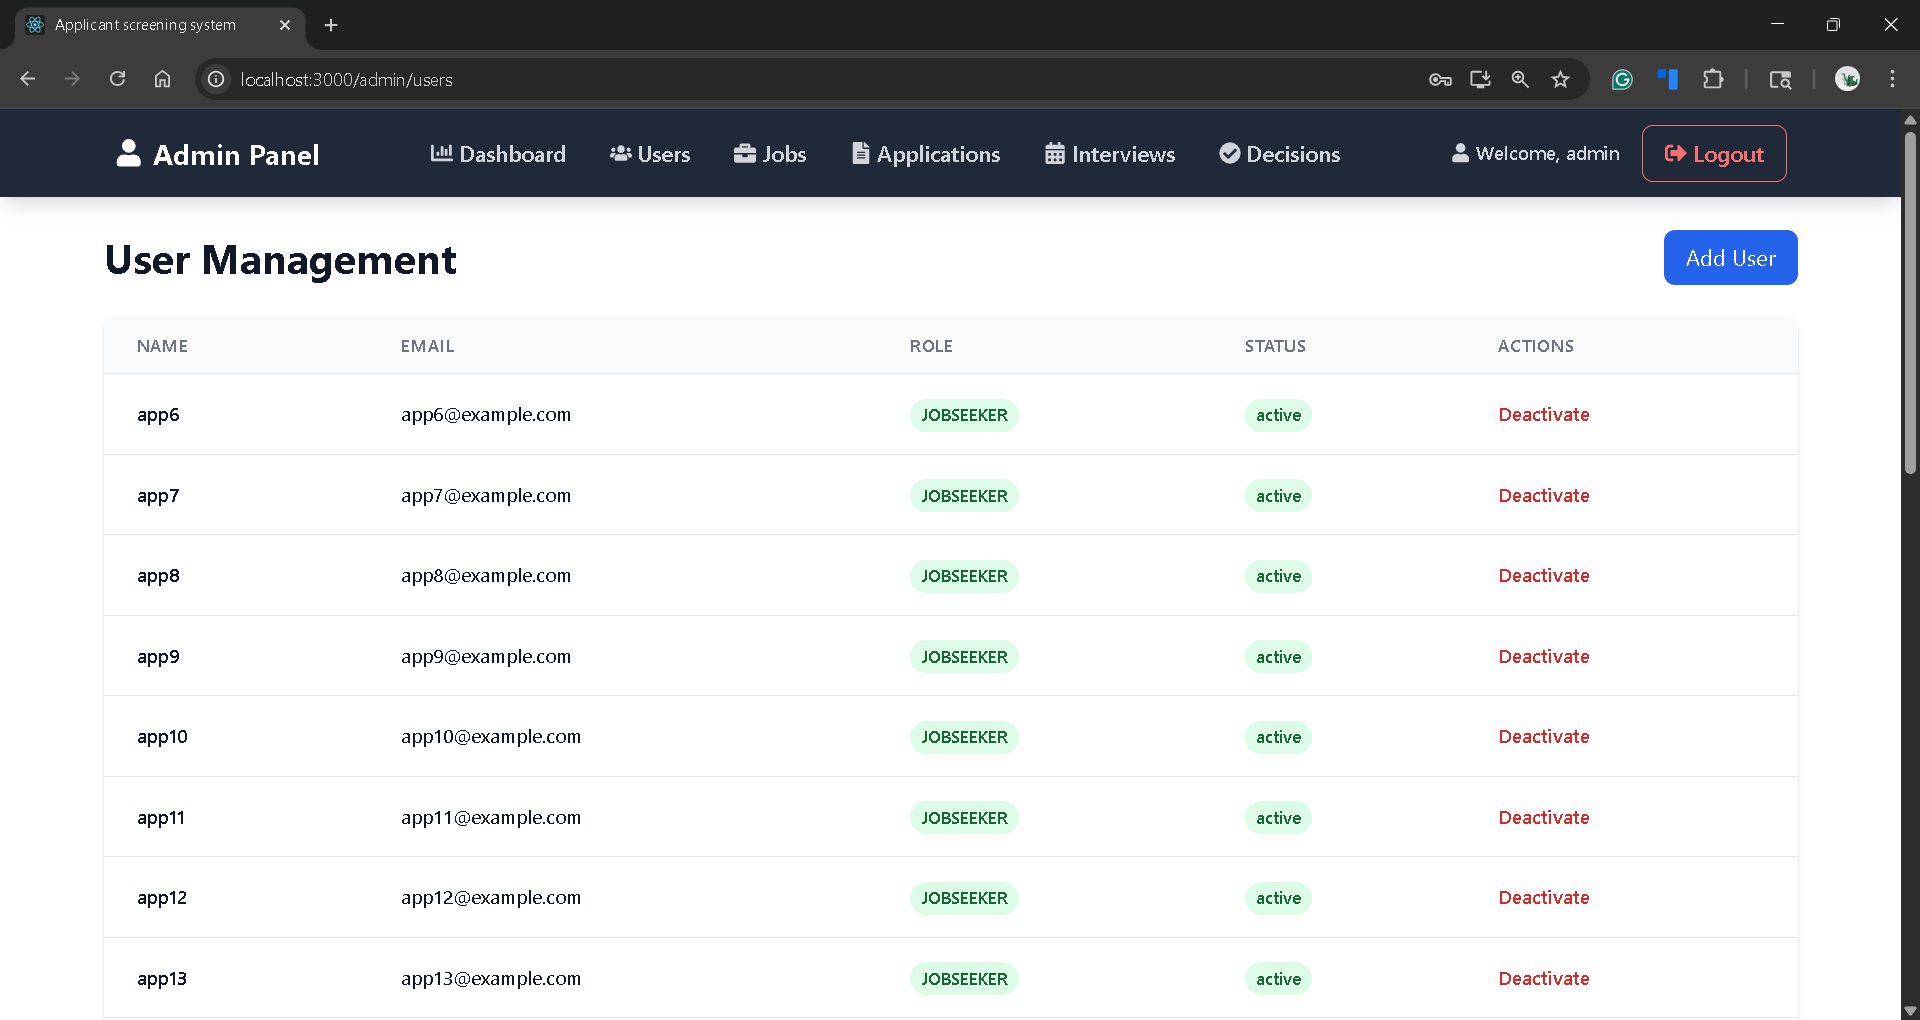 Applicant screening system
localhost:3000/admin/users
Admin Panel Dashboard Users Jobs Applications Interviews Decisions Welcome, admin Logout
User Management Add User
NAME EMAIL ROLE STATUS ACTIONS
app6 app6@example.com JOBSEEKER active Deactivate
app7 app7@example.com JOBSEEKER active Deactivate
app8 app8@example.com JOBSEEKER active Deactivate
app9 app9@example.com JOBSEEKER active Deactivate
app10 app10@example.com JOBSEEKER active Deactivate
app11 app11@example.com JOBSEEKER active Deactivate
app12 app12@example.com JOBSEEKER active Deactivate
app13 app13@example.com JOBSEEKER active Deactivate